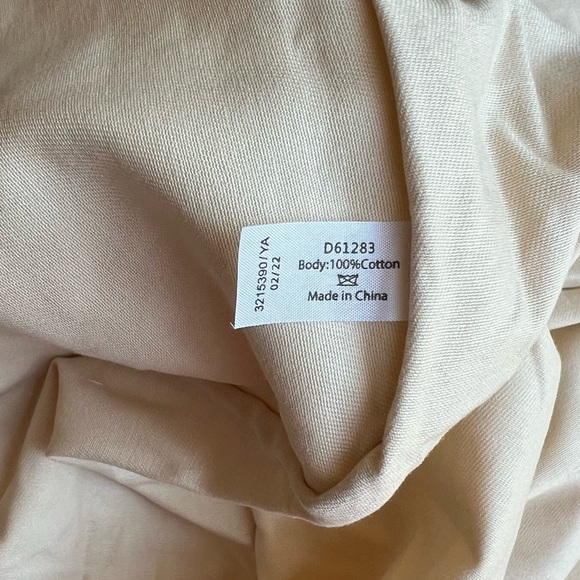 D61283
Body:100%Cotton
Made in China
3215390/YA
02/22